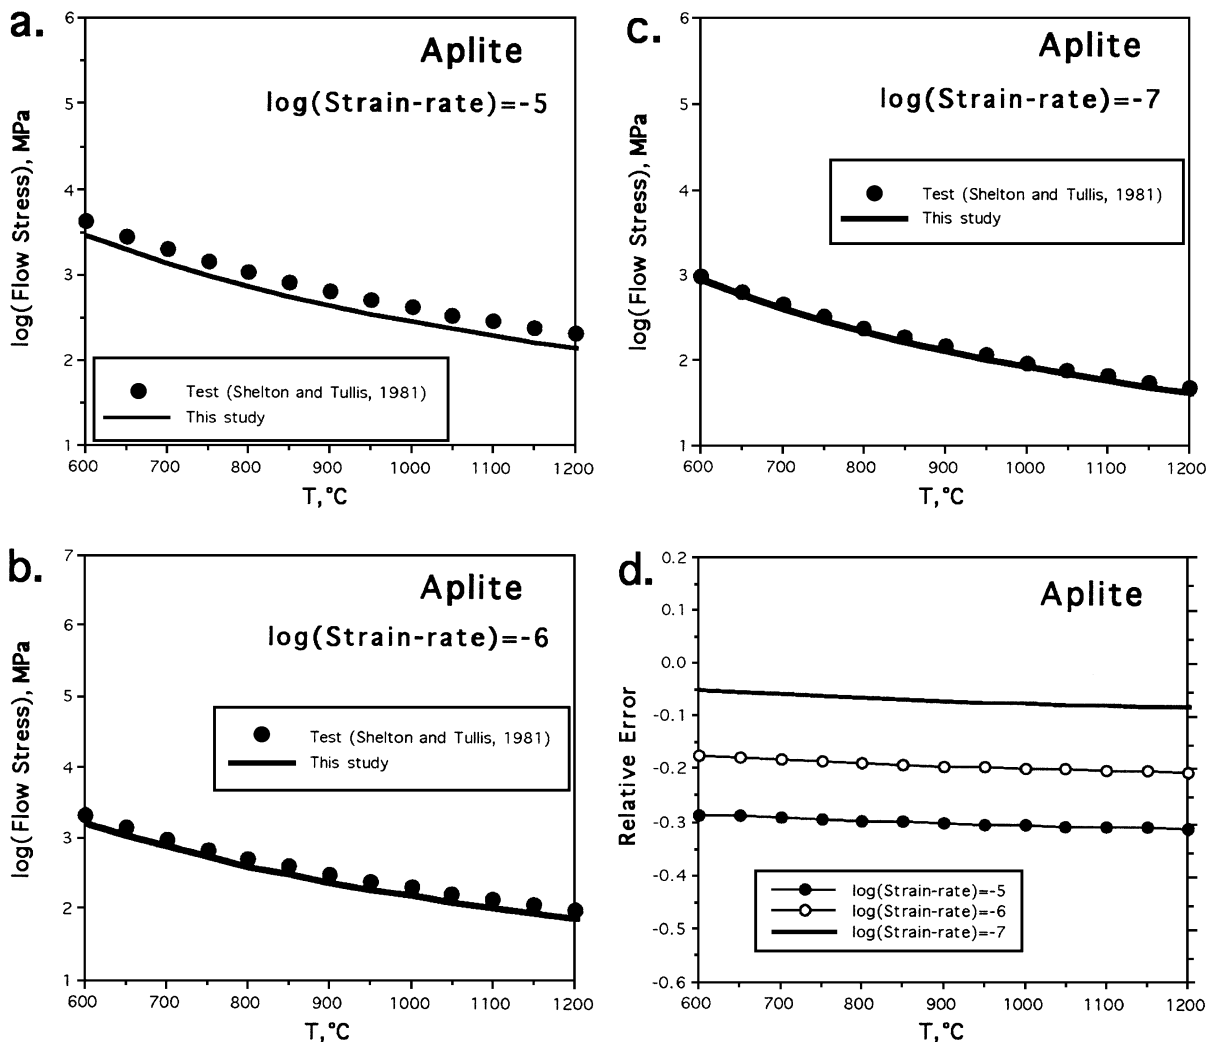 a.
Aplite
log(Strain-rate)=-5
log(Flow Stress), MPa
6
5
4
3
2
1
Test (Shelton and Tullis, 1981)
This study
600 700 800 900 1000 1100 1200
T,°C
c.
Aplite
log(Strain-rate)=-7
log(Flow Stress), MPa
6
5
4
3
2
1
Test (Shelton and Tullis, 1981)
This study
600 700 800 900 1000 1100 1200
T,°C
b.
Aplite
log(Strain-rate)=-6
log(Flow Stress), MPa
7
6
5
4
3
2
1
Test (Shelton and Tullis, 1981)
This study
600 700 800 900 1000 1100 1200
T,°C
d.
Aplite
Relative Error
0.2
0.1
0.0
-0.1
-0.2
-0.3
-0.4
-0.5
-0.6
log(Strain-rate)=-5
log(Strain-rate)=-6
log(Strain-rate)=-7
600 700 800 900 1000 1100 1200
T,°C